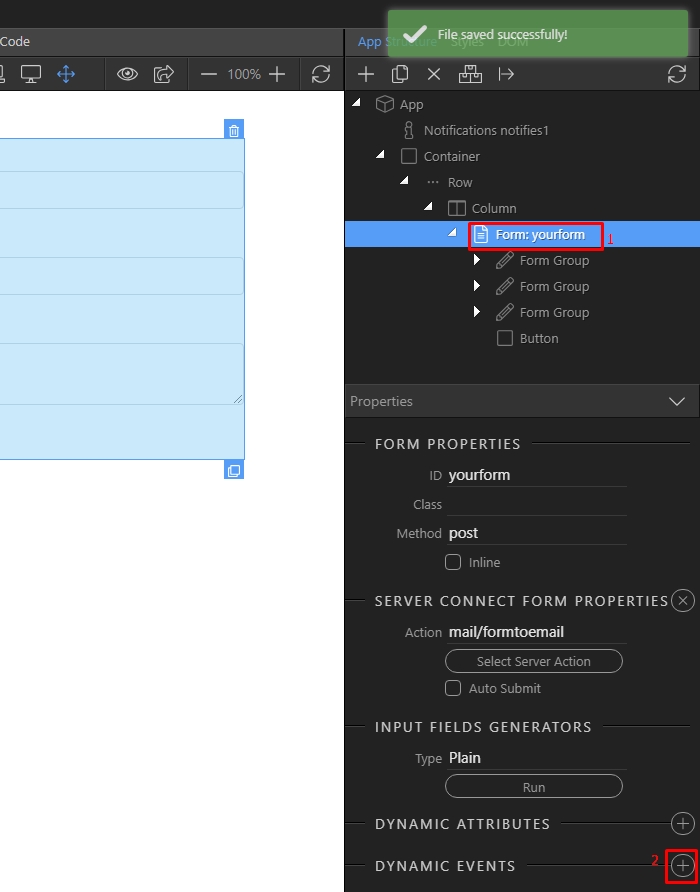 File saved successfully!
Code
App Structure Styles DOM
100%
App
Notifications notifies1
Container
Row
Column
Form: yourform
1
Form Group
Form Group
Form Group
Button
Properties
FORM PROPERTIES
ID yourform
Class
Method post
Inline
SERVER CONNECT FORM PROPERTIES
Action mail/formtoemail
Select Server Action
Auto Submit
INPUT FIELDS GENERATORS
Type Plain
Run
DYNAMIC ATTRIBUTES
DYNAMIC EVENTS
2